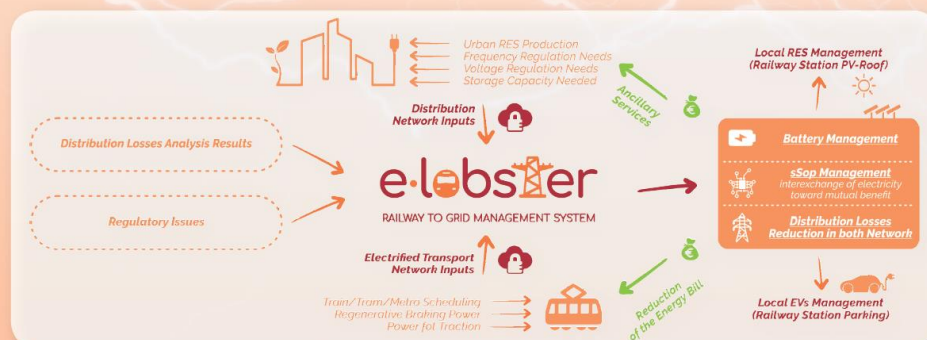 Urban RES Production
Frequency Regulation Needs
Voltage Regulation Needs
Storage Capacity Needed
Distribution
Network Inputs
Distribution Losses Analysis Results
Regulatory Issues
e·lobster
RAILWAY TO GRID MANAGEMENT SYSTEM
Electrified Transport
Network Inputs
Train/Tram/Metro Scheduling
Regenerative Braking Power
Power fot Traction
Ancillary
Services
Reduction
of the Energy Bill
Local RES Management
(Railway Station PV-Roof)
Battery Management
sSop Management
Interexchange of electricity
toward mutual benefit
Distribution Losses
Reduction in both Network
Local EVs Management
(Railway Station Parking)